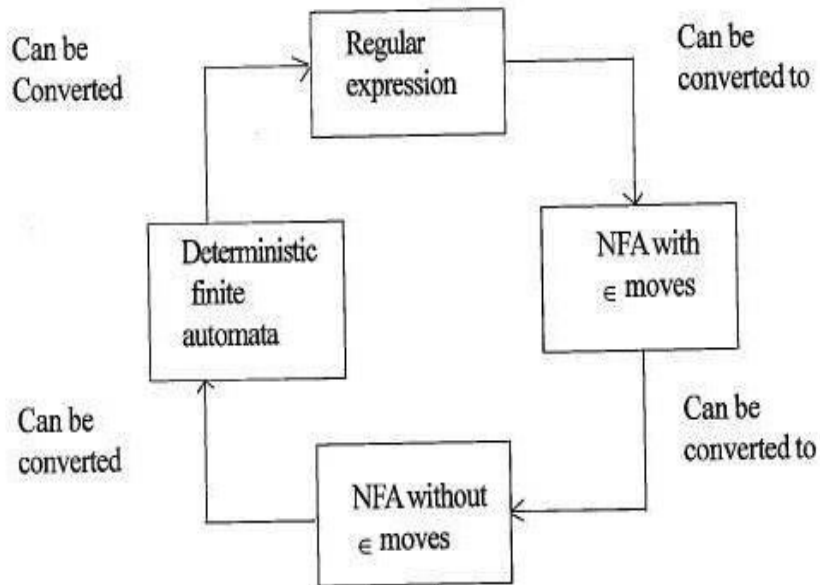 Can be
Converted
Regular
expression
Can be
converted to
Deterministic
finite
automata
NFA with
∈ moves
Can be
converted
NFA without
∈ moves
Can be
converted to